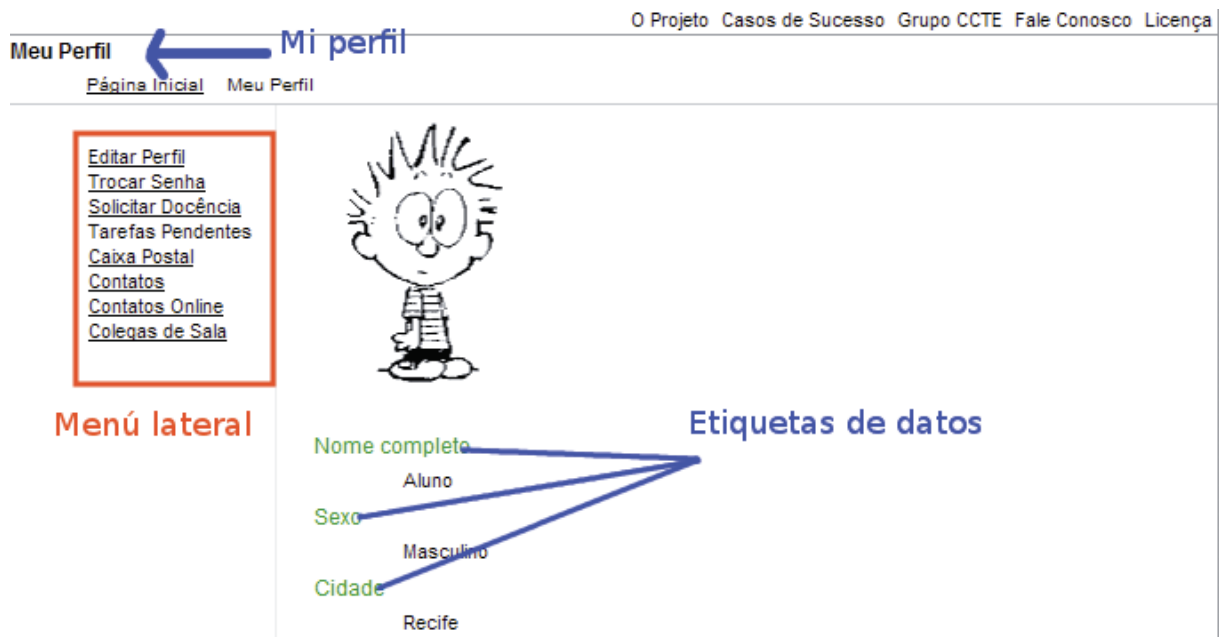 O Projeto Casos de Sucesso Grupo CCTE Fale Conosco Licença
Meu Perfil
Mi perfil
Página Inicial Meu Perfil
Editar Perfil
Trocar Senha
Solicitar Docência
Tarefas Pendentes
Caixa Postal
Contatos
Contatos Online
Colegas de Sala
Menú lateral
Etiquetas de datos
Nome completo
Aluno
Sexo
Masculino
Cidade
Recife